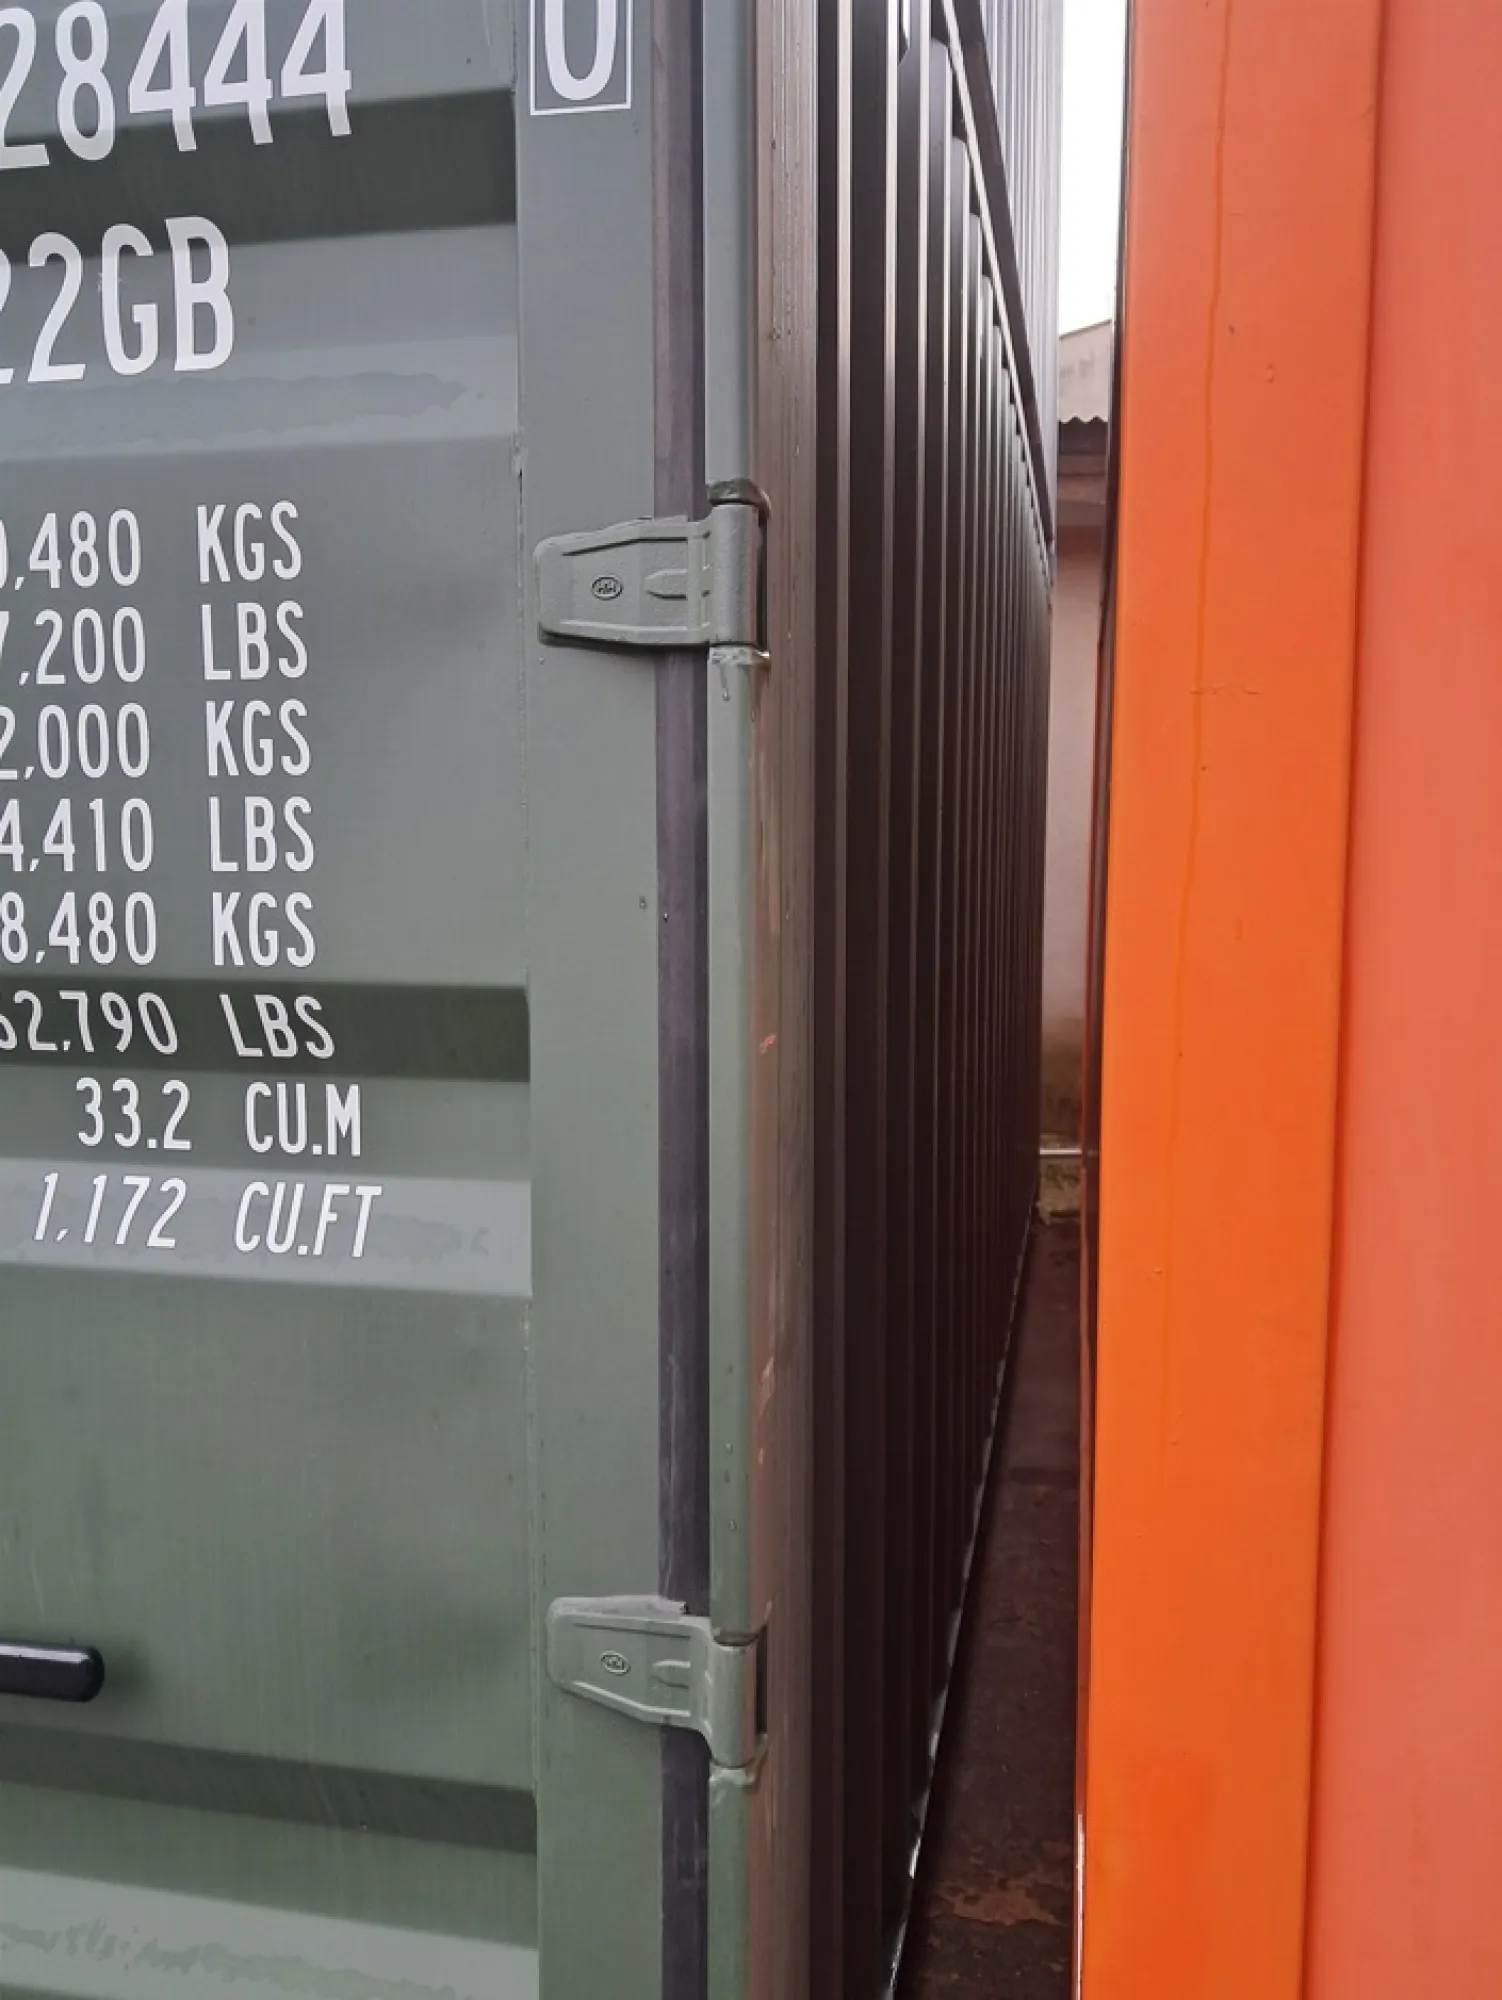 28444 0
22GB
0,480 KGS
7,200 LBS
2,000 KGS
4,410 LBS
8,480 KGS
62,790 LBS
33.2 CU.M
1,172 CU.FT